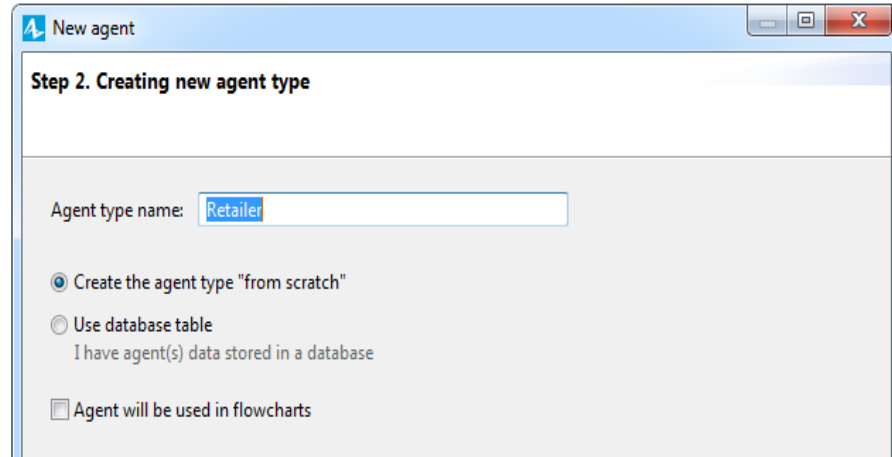 New agent
Step 2. Creating new agent type
Agent type name: Retailer
Create the agent type "from scratch"
Use database table
I have agent(s) data stored in a database
Agent will be used in flowcharts